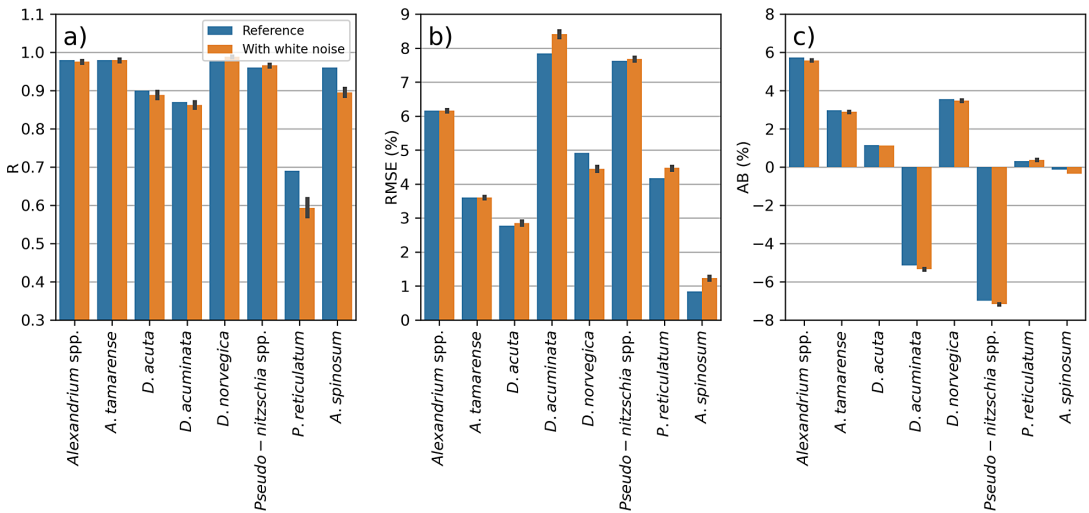 a)
Reference
With white noise
R
1.1
1.0
0.9
0.8
0.7
0.6
0.5
0.4
0.3
Alexandrium spp.
A. tamarense
D. acuta
D. acuminata
D. norvegica
Pseudo − nitzschia spp.
P. reticulatum
A. spinosum
b)
RMSE (%)
9
8
7
6
5
4
3
2
1
0
Alexandrium spp.
A. tamarense
D. acuta
D. acuminata
D. norvegica
Pseudo − nitzschia spp.
P. reticulatum
A. spinosum
c)
AB (%)
8
6
4
2
0
−2
−4
−6
−8
Alexandrium spp.
A. tamarense
D. acuta
D. acuminata
D. norvegica
Pseudo − nitzschia spp.
P. reticulatum
A. spinosum